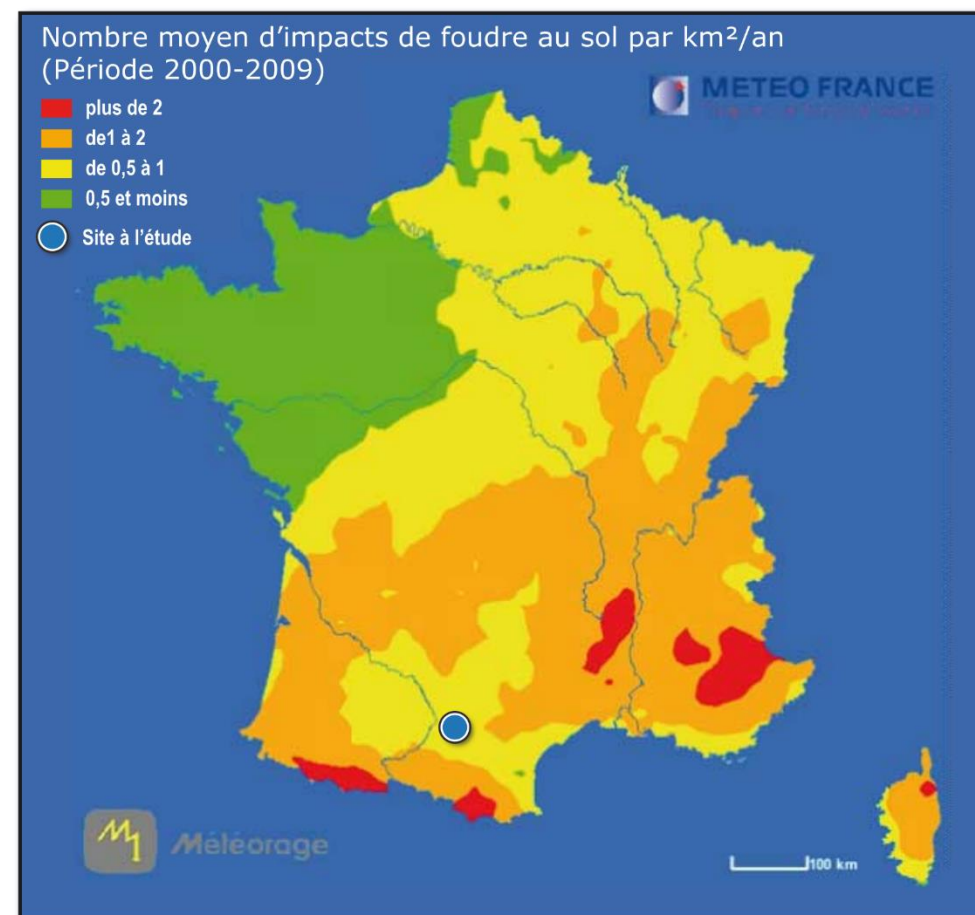 Nombre moyen d’impacts de foudre au sol par km²/an
(Période 2000-2009)
METEO FRANCE
plus de 2
de1 à 2
de 0,5 à 1
0,5 et moins
Site à l’étude
Météorage
100 km